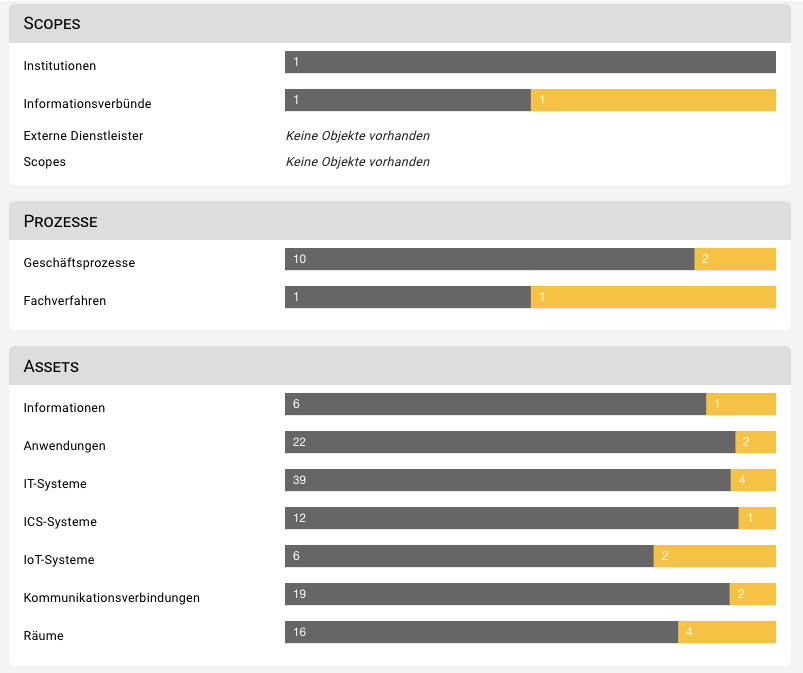 Scopes
Institutionen 1
Informationsverbünde 1 1
Externe Dienstleister Keine Objekte vorhanden
Scopes Keine Objekte vorhanden
Prozesse
Geschäftsprozesse 10 2
Fachverfahren 1 1
Assets
Informationen 6 1
Anwendungen 22 2
IT-Systeme 39 4
ICS-Systeme 12 1
IoT-Systeme 6 2
Kommunikationsverbindungen 19 2
Räume 16 4